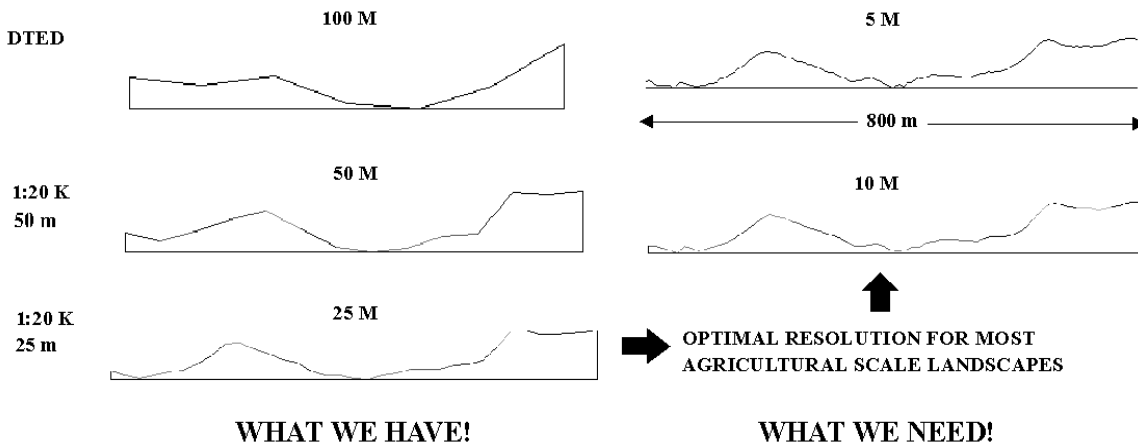 100 M
DTED
5 M
800 m
50 M
1:20 K
50 m
10 M
25 M
1:20 K
25 m
OPTIMAL RESOLUTION FOR MOST
AGRICULTURAL SCALE LANDSCAPES
WHAT WE HAVE!
WHAT WE NEED!